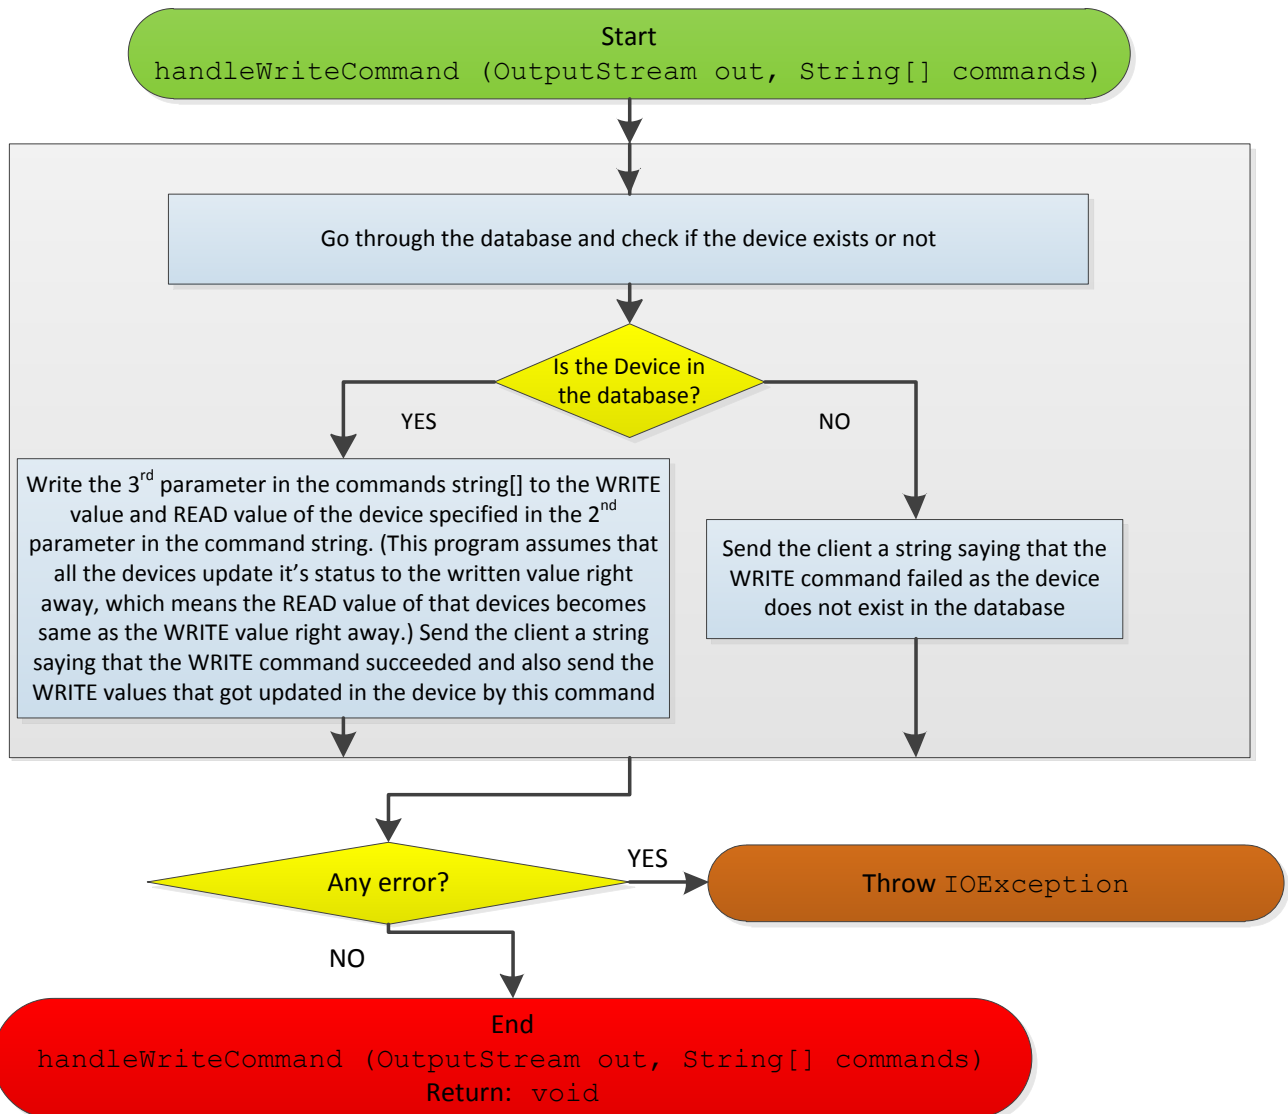 Start
handleWriteCommand (OutputStream out, String[] commands)
Go through the database and check if the device exists or not
Is the Device in
the database?
YES
NO
Write the 3rd parameter in the commands string[] to the WRITE
value and READ value of the device specified in the 2nd
parameter in the command string. (This program assumes that
all the devices update it’s status to the written value right
away, which means the READ value of that devices becomes
same as the WRITE value right away.) Send the client a string
saying that the WRITE command succeeded and also send the
WRITE values that got updated in the device by this command
Send the client a string saying that the
WRITE command failed as the device
does not exist in the database
Any error?
YES
Throw IOException
NO
End
handleWriteCommand (OutputStream out, String[] commands)
Return: void